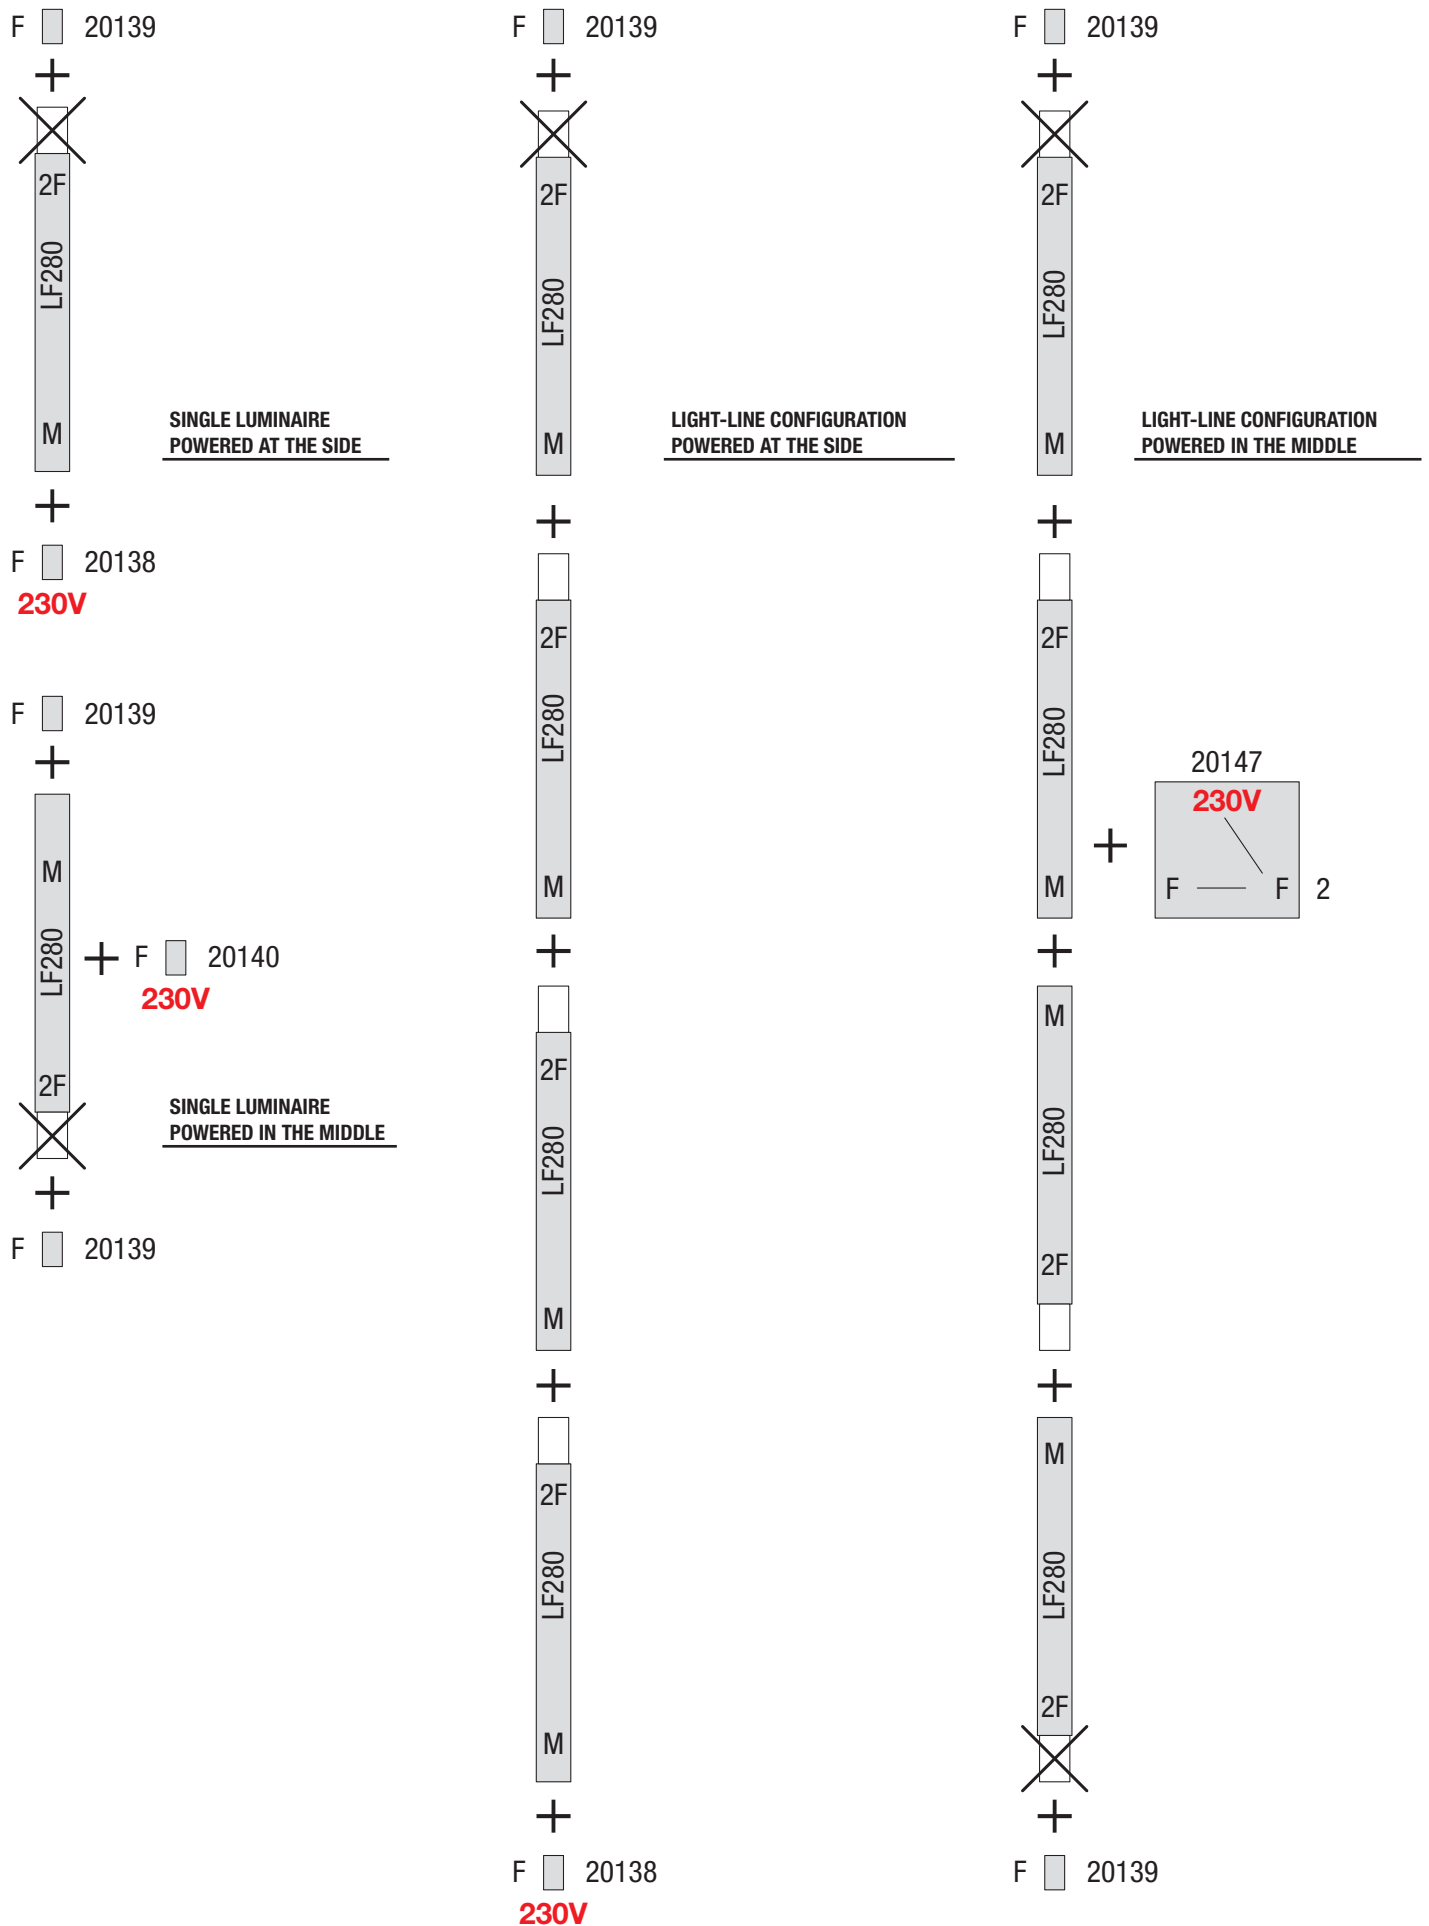 F 20139
2F
LF280
M
SINGLE LUMINAIRE
POWERED AT THE SIDE
F 20138
230V
F 20139
M
LF280
F 20140
230V
2F
SINGLE LUMINAIRE
POWERED IN THE MIDDLE
F 20139
F 20139
2F
LF280
M
LIGHT-LINE CONFIGURATION
POWERED AT THE SIDE
2F
LF280
M
2F
LF280
M
2F
LF280
M
F 20138
230V
F 20139
2F
LF280
M
LIGHT-LINE CONFIGURATION
POWERED IN THE MIDDLE
2F
LF280
M
20147
230V
F F 2
M
LF280
2F
M
LF280
2F
F 20139